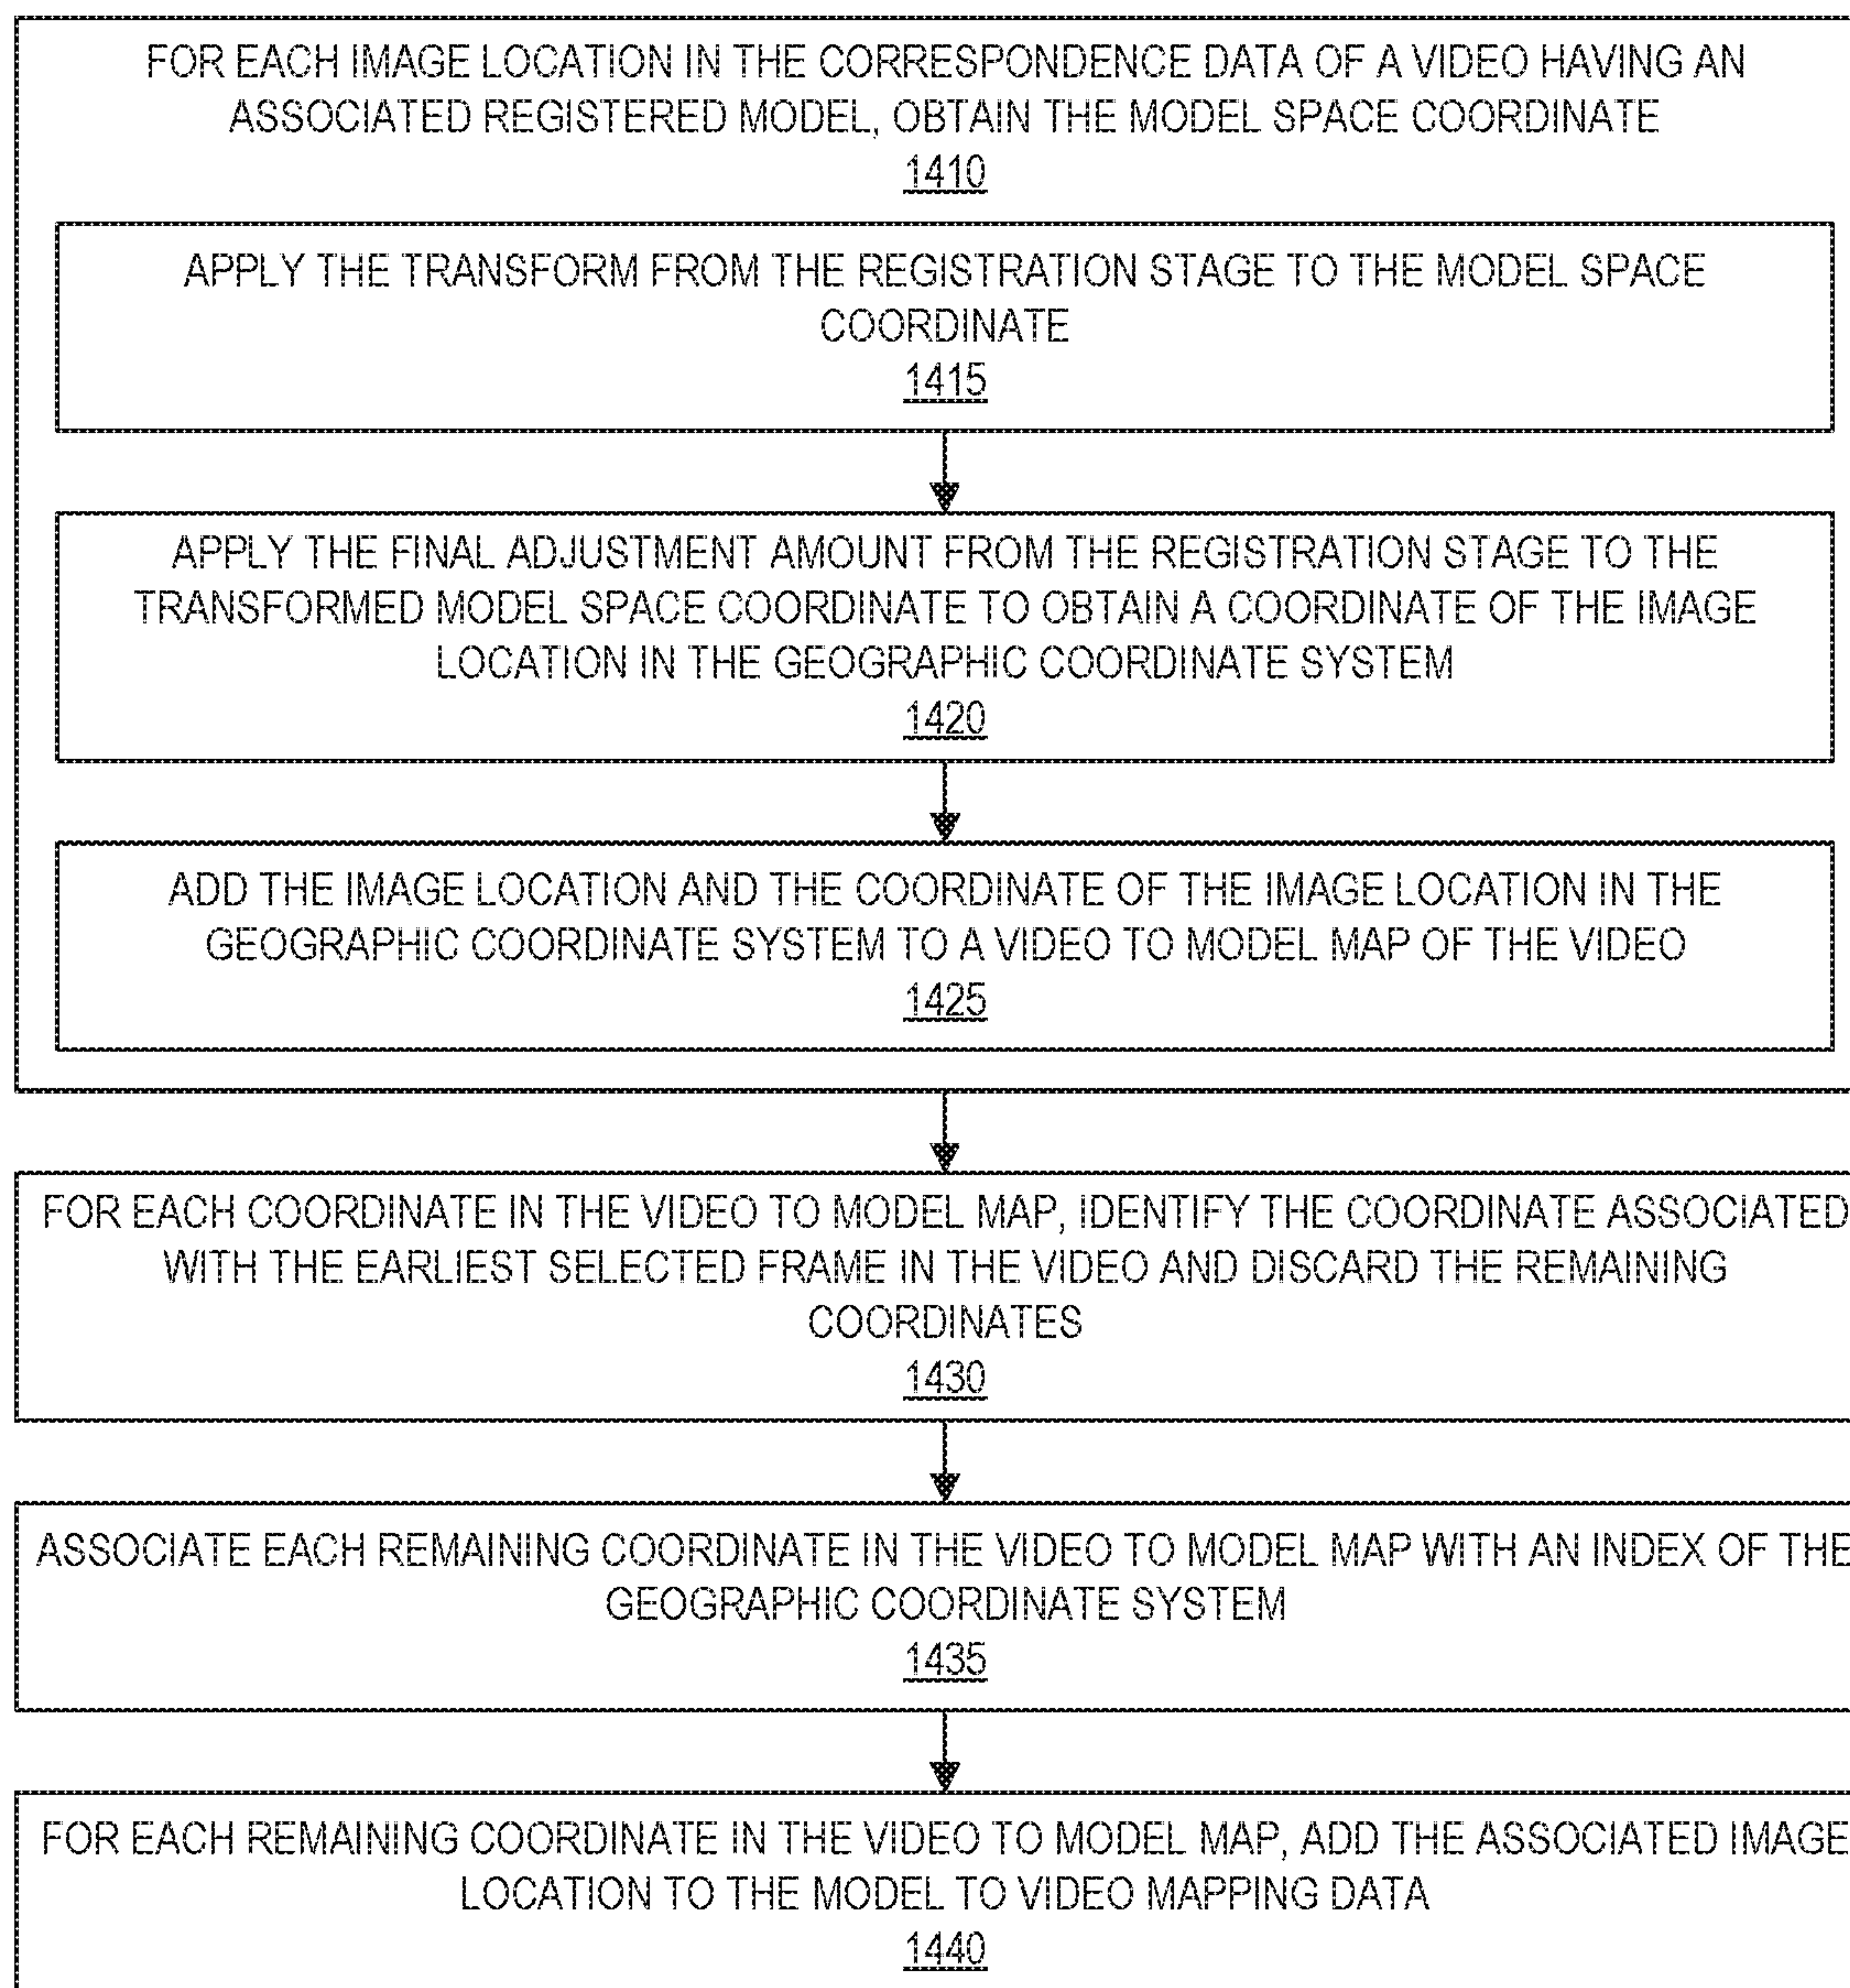 FOR EACH IMAGE LOCATION IN THE CORRESPONDENCE DATA OF A VIDEO HAVING AN
ASSOCIATED REGISTERED MODEL, OBTAIN THE MODEL SPACE COORDINATE
1410
APPLY THE TRANSFORM FROM THE REGISTRATION STAGE TO THE MODEL SPACE
COORDINATE
1415
APPLY THE FINAL ADJUSTMENT AMOUNT FROM THE REGISTRATION STAGE TO THE
TRANSFORMED MODEL SPACE COORDINATE TO OBTAIN A COORDINATE OF THE IMAGE
LOCATION IN THE GEOGRAPHIC COORDINATE SYSTEM
1420
ADD THE IMAGE LOCATION AND THE COORDINATE OF THE IMAGE LOCATION IN THE
GEOGRAPHIC COORDINATE SYSTEM TO A VIDEO TO MODEL MAP OF THE VIDEO
1425
FOR EACH COORDINATE IN THE VIDEO TO MODEL MAP, IDENTIFY THE COORDINATE ASSOCIATED
WITH THE EARLIEST SELECTED FRAME IN THE VIDEO AND DISCARD THE REMAINING
COORDINATES
1430
ASSOCIATE EACH REMAINING COORDINATE IN THE VIDEO TO MODEL MAP WITH AN INDEX OF THE
GEOGRAPHIC COORDINATE SYSTEM
1435
FOR EACH REMAINING COORDINATE IN THE VIDEO TO MODEL MAP, ADD THE ASSOCIATED IMAGE
LOCATION TO THE MODEL TO VIDEO MAPPING DATA
1440